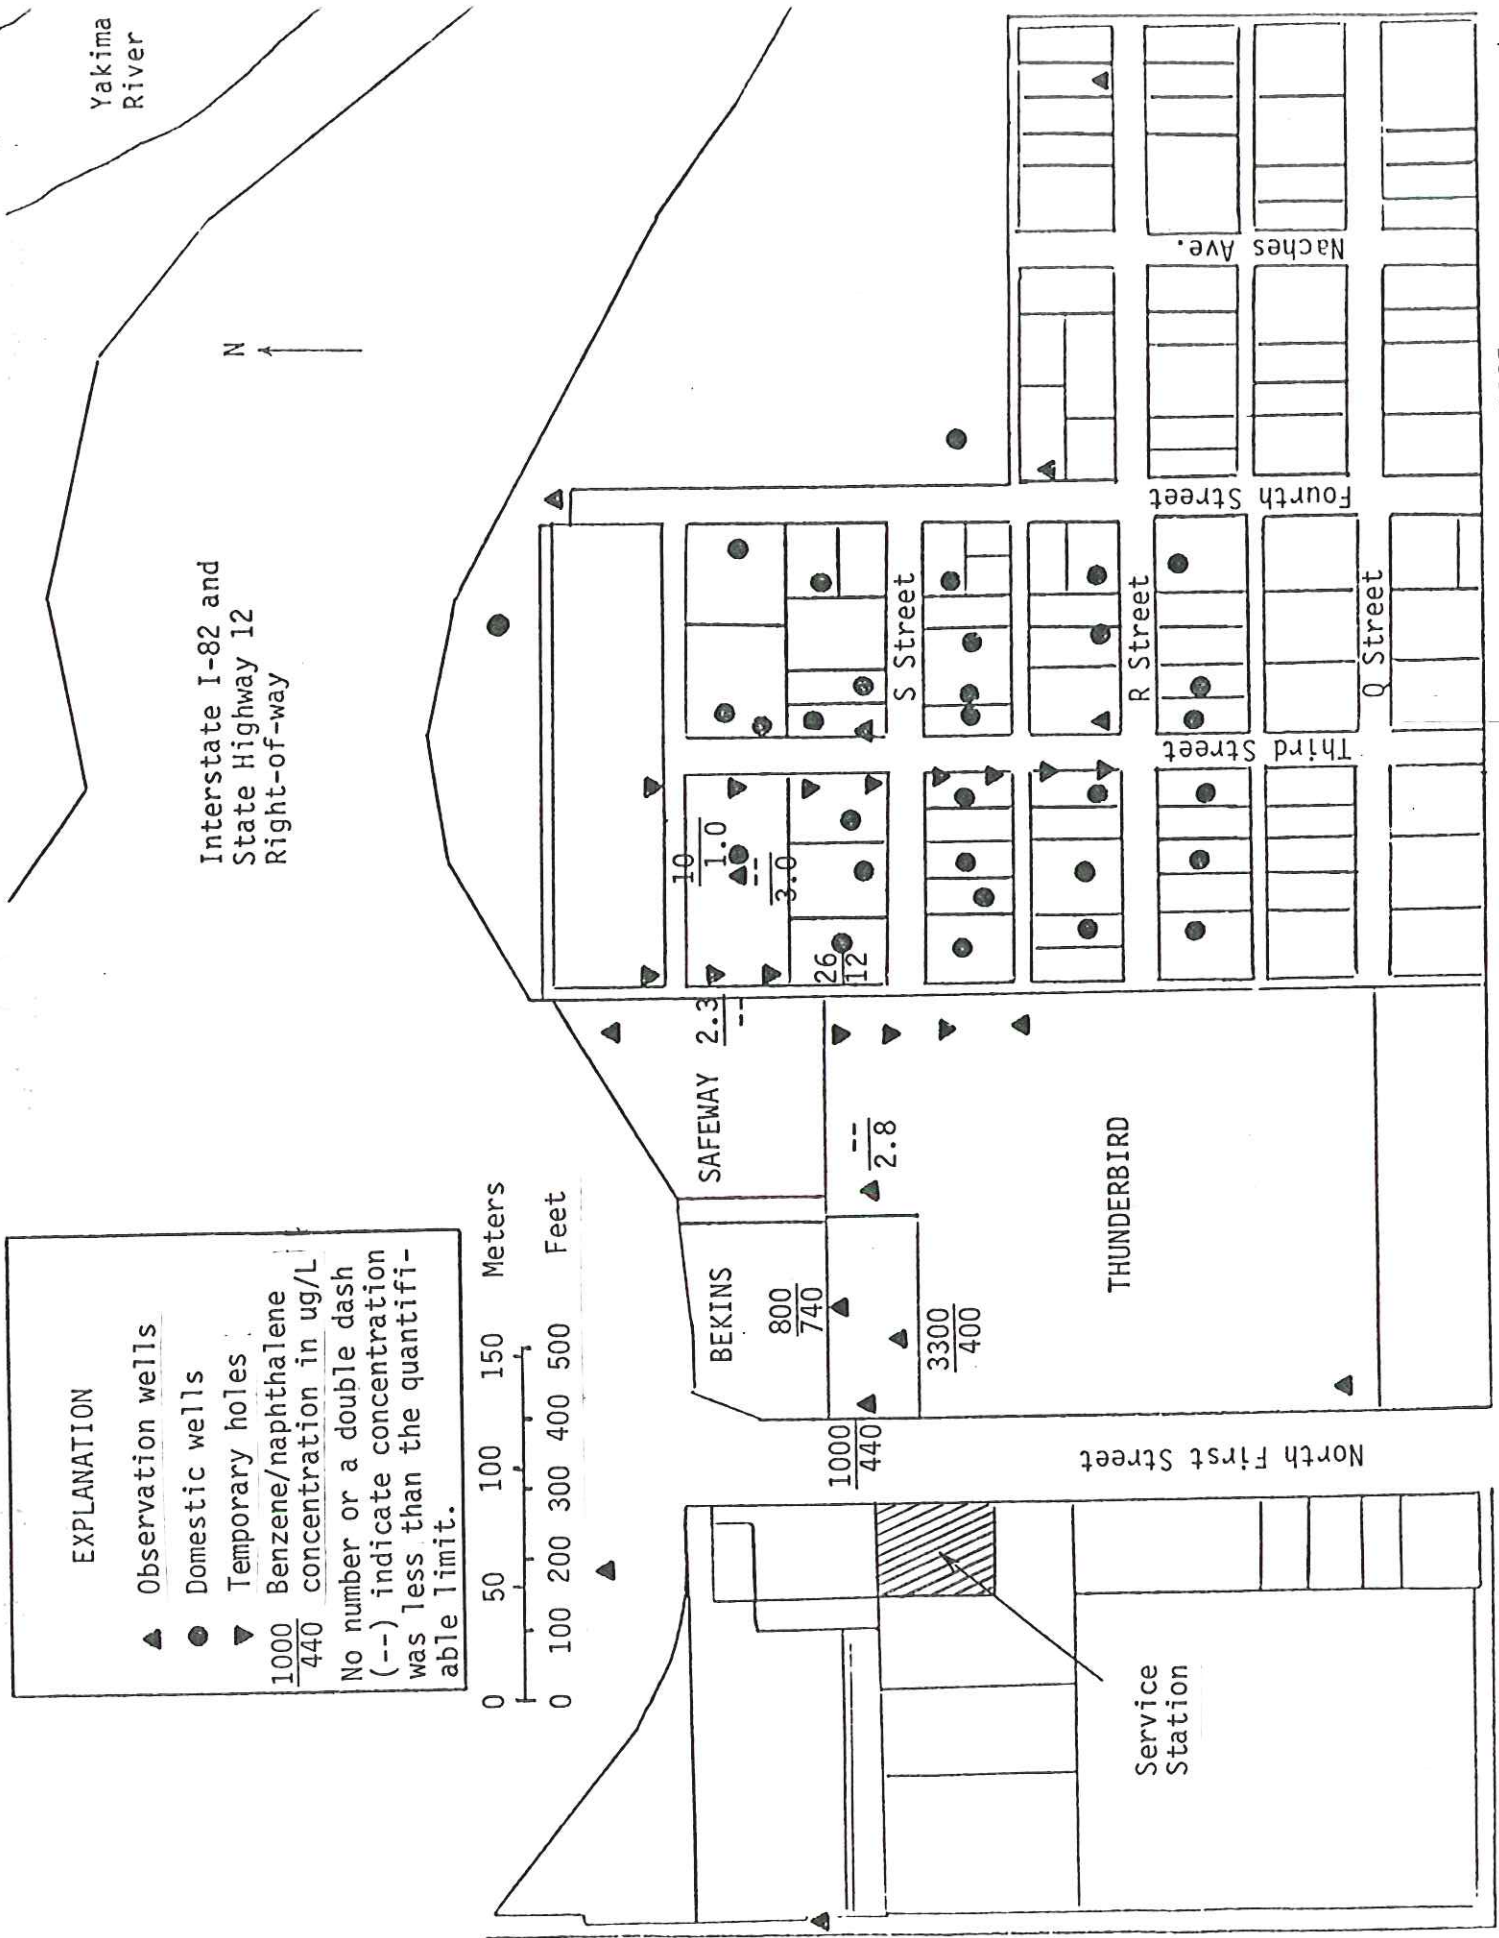 EXPLANATION
▲ Observation wells
● Domestic wells
▼ Temporary holes
1000 Benzene/naphthalene
440 concentration in ug/L
No number or a double dash
(--) indicate concentration
was less than the quantifi-
able limit.
0 50 100 150 Meters
0 100 200 300 400 500 Feet
Yakima
River
N
Interstate I-82 and
State Highway 12
Right-of-way
SAFEWAY
2.3
--
10
1.0
--
3.0
26
12
BEKINS
800
740
--
2.8
3300
400
1000
440
THUNDERBIRD
North First Street
Service
Station
S Street
R Street
Q Street
Third Street
Fourth Street
Naches Ave.